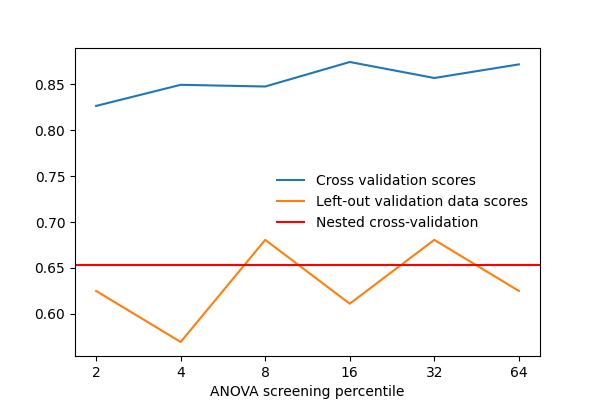 0.85
0.80
0.75
0.70
0.65
0.60
Cross validation scores
Left-out validation data scores
Nested cross-validation
2 4 8 16 32 64
ANOVA screening percentile